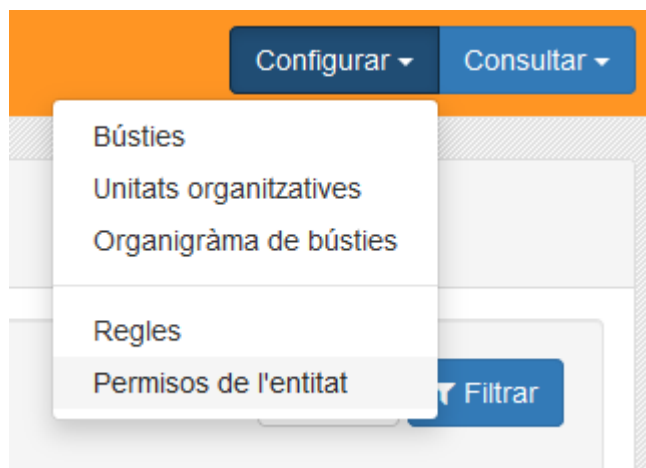 Configurar Consultar
Bústies
Unitats organitzatives
Organigràma de bústies
Regles
Permisos de l'entitat
Filtrar